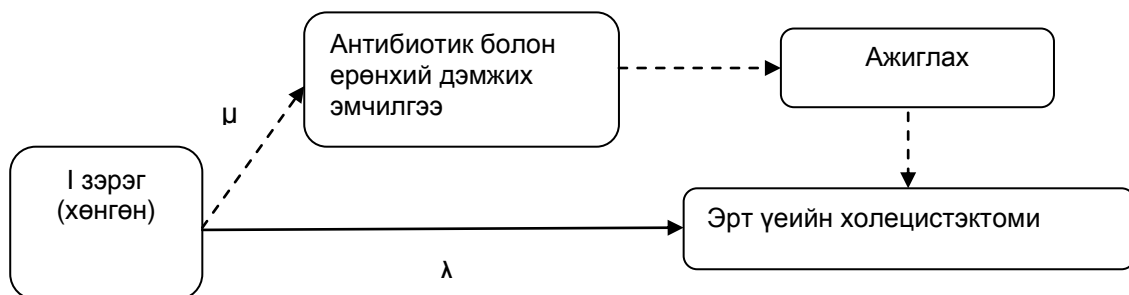 Антибиотик болон
ерөнхий дэмжих
эмчилгээ
Ажиглах
μ
I зэрэг
(хөнгөн)
Эрт үеийн холецистэктоми
λ